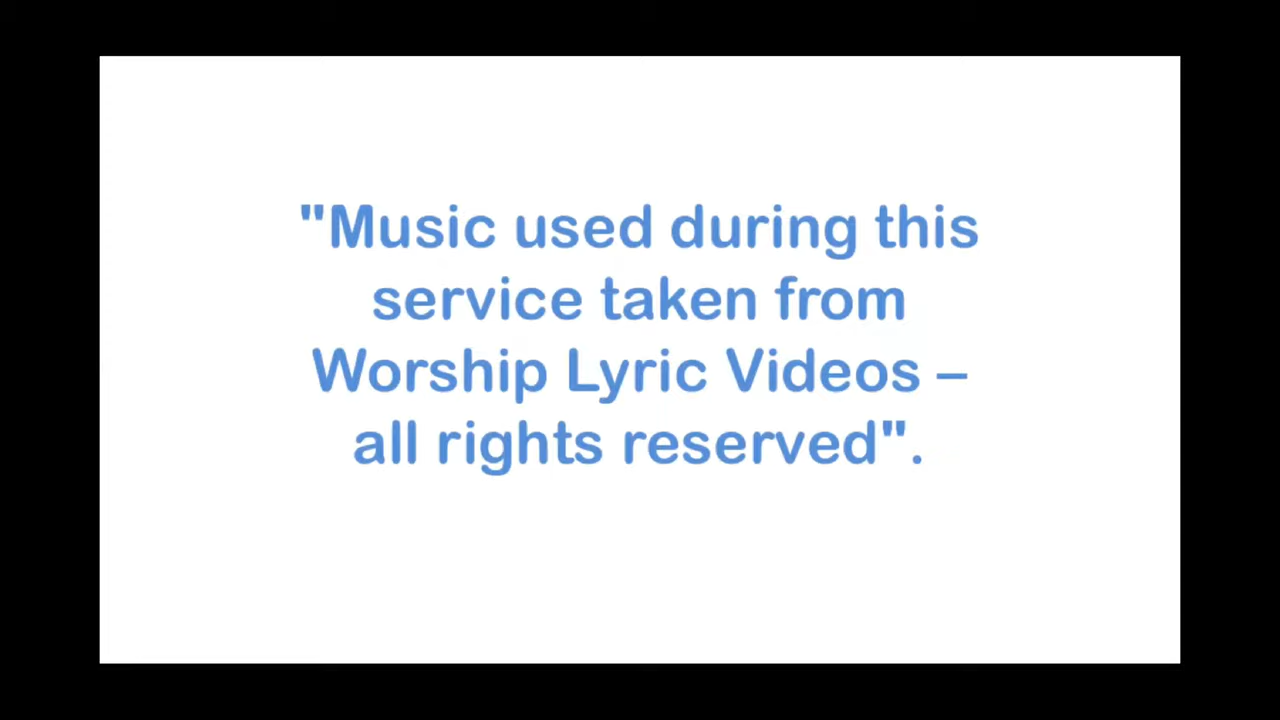 "Music used during this
service taken from
Worship Lyric Videos –
all rights reserved".